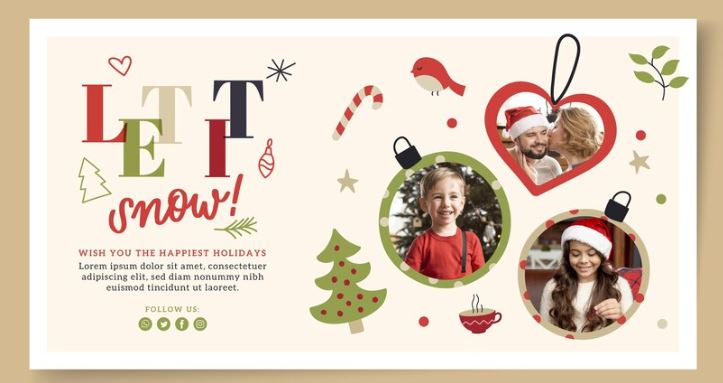 LET IT
snow!
WISH YOU THE HAPPIEST HOLIDAYS
Lorem ipsum dolor sit amet, consectetuer
adipiscing elit, sed diam nonummy nibh
euismod tincidunt ut laoreet.
FOLLOW US: